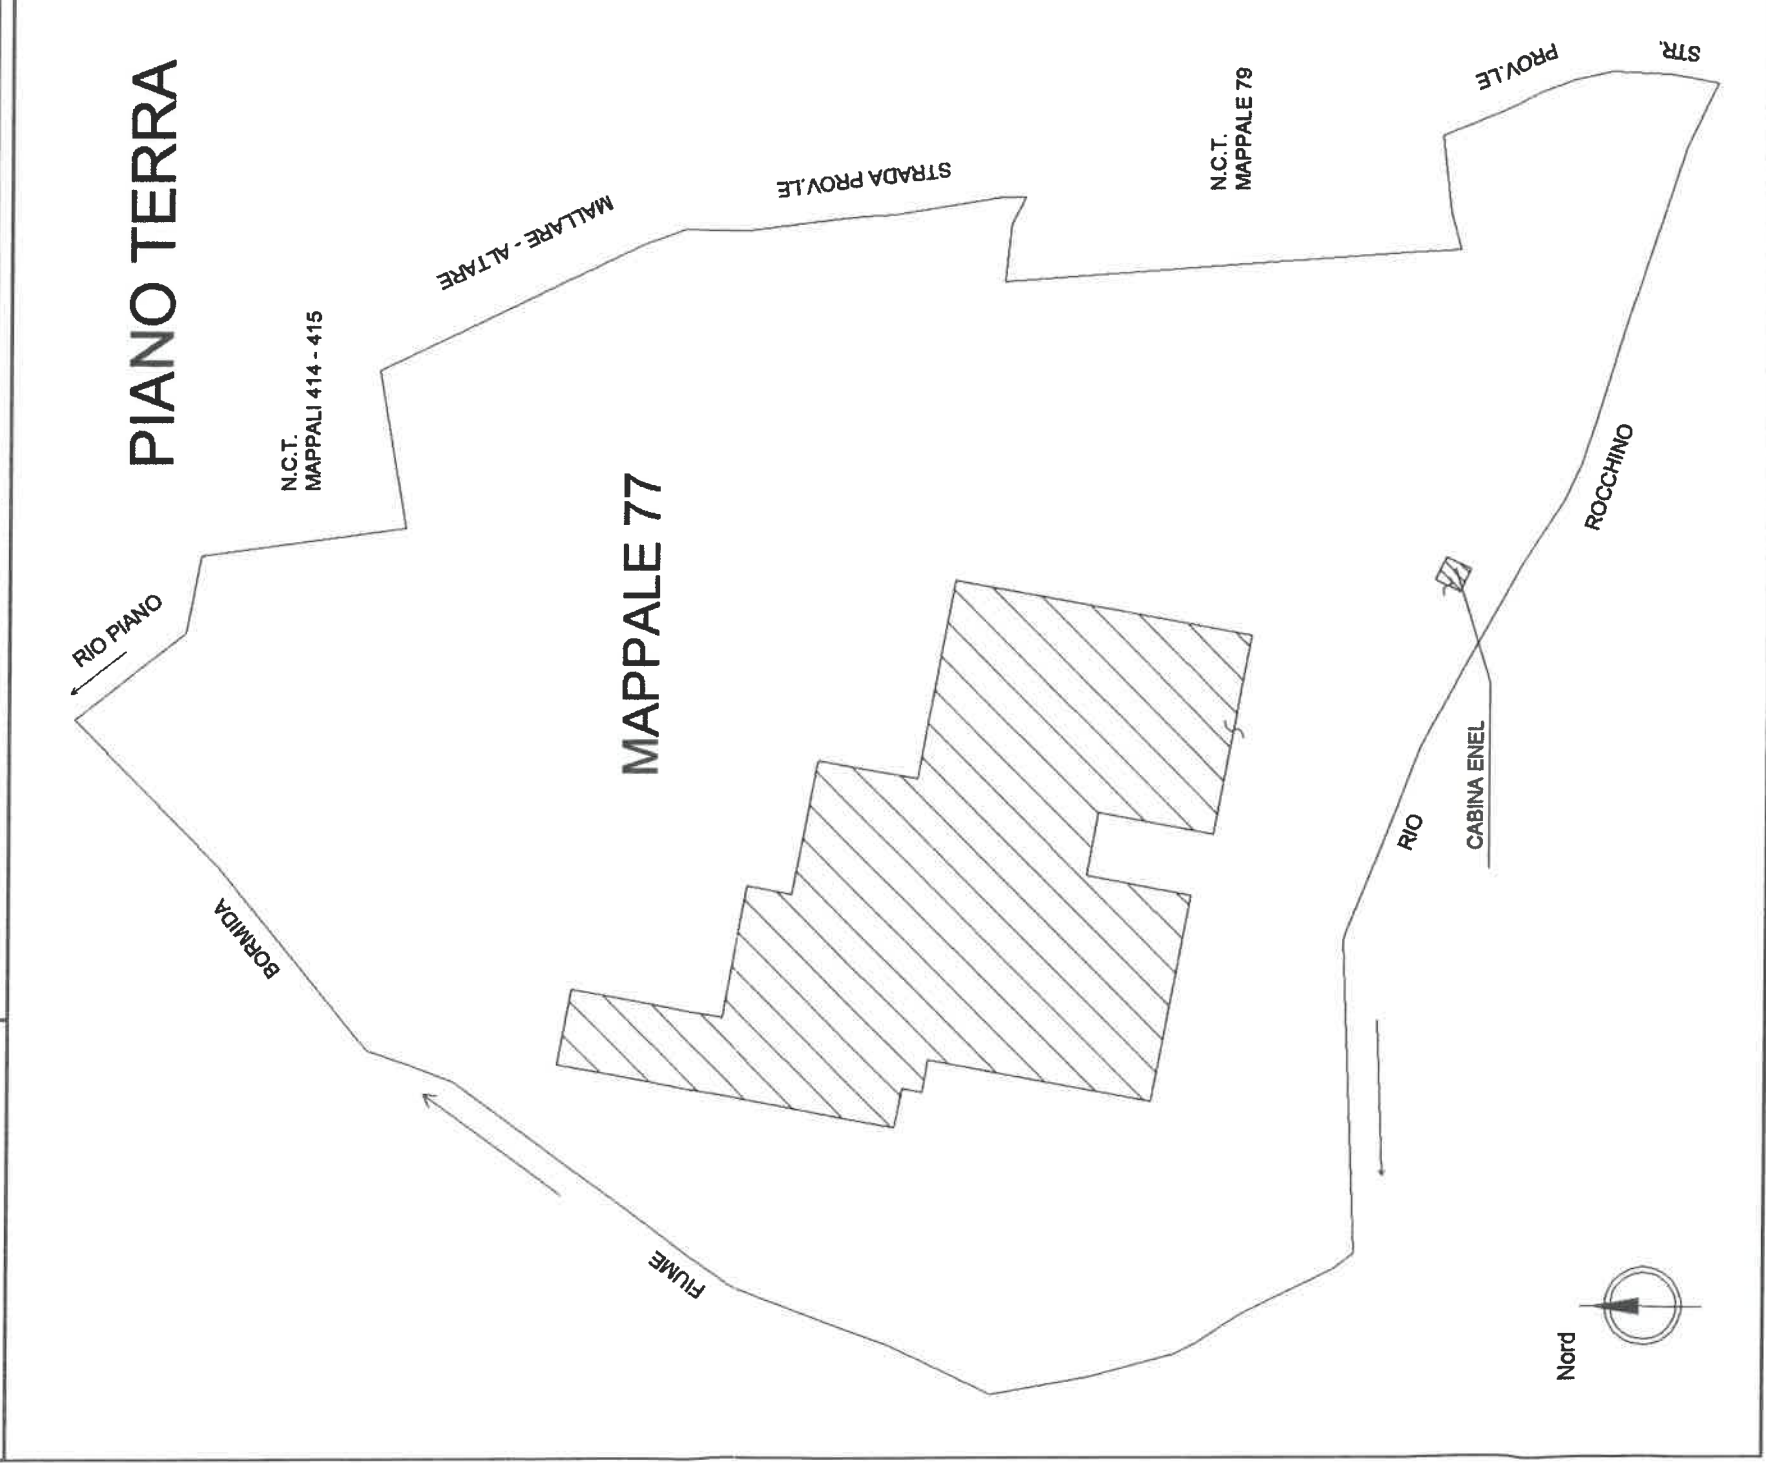 PIANO TERRA
N.C.T.
MAPPALI 414 - 415
RIO PIANO
MALLARE - ALTARE
STRADA PROV.LE
N.C.T.
MAPPALE 79
PROV.LE
STR.
MAPPALE 77
BORMIDA
FIUME
ROCCHINO
RIO
CABINA ENEL
Nord